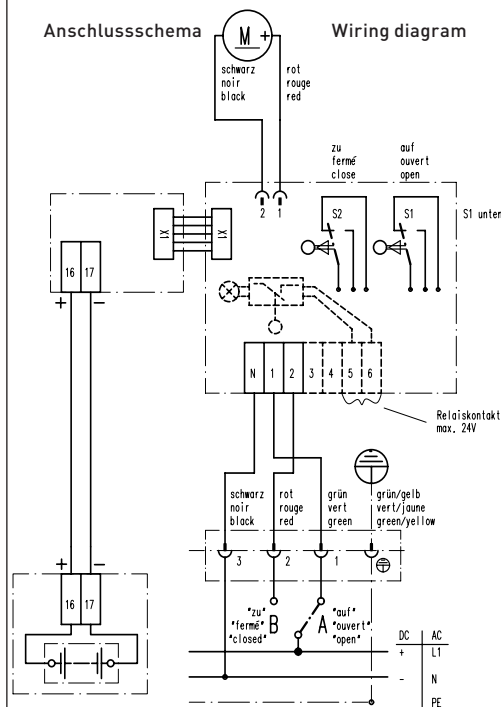 Anschlussschema
Wiring diagram
M +
schwarz
noir
black
rot
rouge
red
zu
fermé
close
auf
ouvert
open
2 1
S2
S1
S1 unten
X1
X1
16 17
+ -
N 1 2 3 4 5 6
Relaiskontakt
max. 24V
schwarz
noir
black
rot
rouge
red
grün
vert
green
grün/gelb
vert/jaune
green/yellow
3 2 1
+ -
16 17
"zu"
"fermé"
"closed"
B
A
"auf"
"ouvert"
"open"
DC AC
+ L1
- N
PE